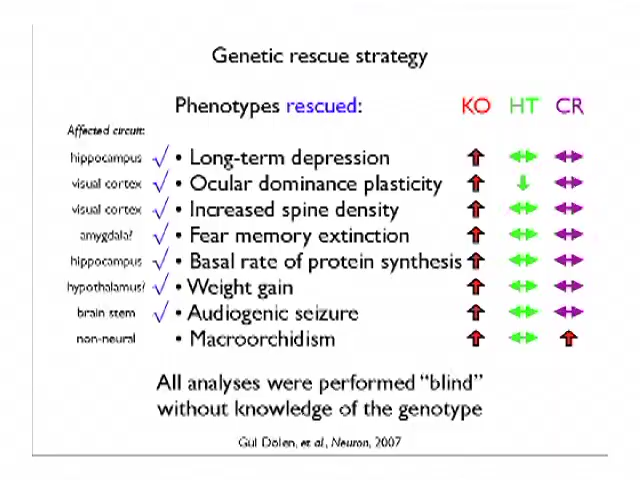 Genetic rescue strategy
Phenotypes rescued: KO HT CR
Affected circuit:
hippocampus √ • Long-term depression
visual cortex √ • Ocular dominance plasticity
visual cortex √ • Increased spine density
amygdala? √ • Fear memory extinction
hippocampus √ • Basal rate of protein synthesis
hypothalamus? √ • Weight gain
brain stem √ • Audiogenic seizure
non-neural • Macroorchidism
All analyses were performed “blind”
without knowledge of the genotype
Gul Dolen, et al., Neuron, 2007